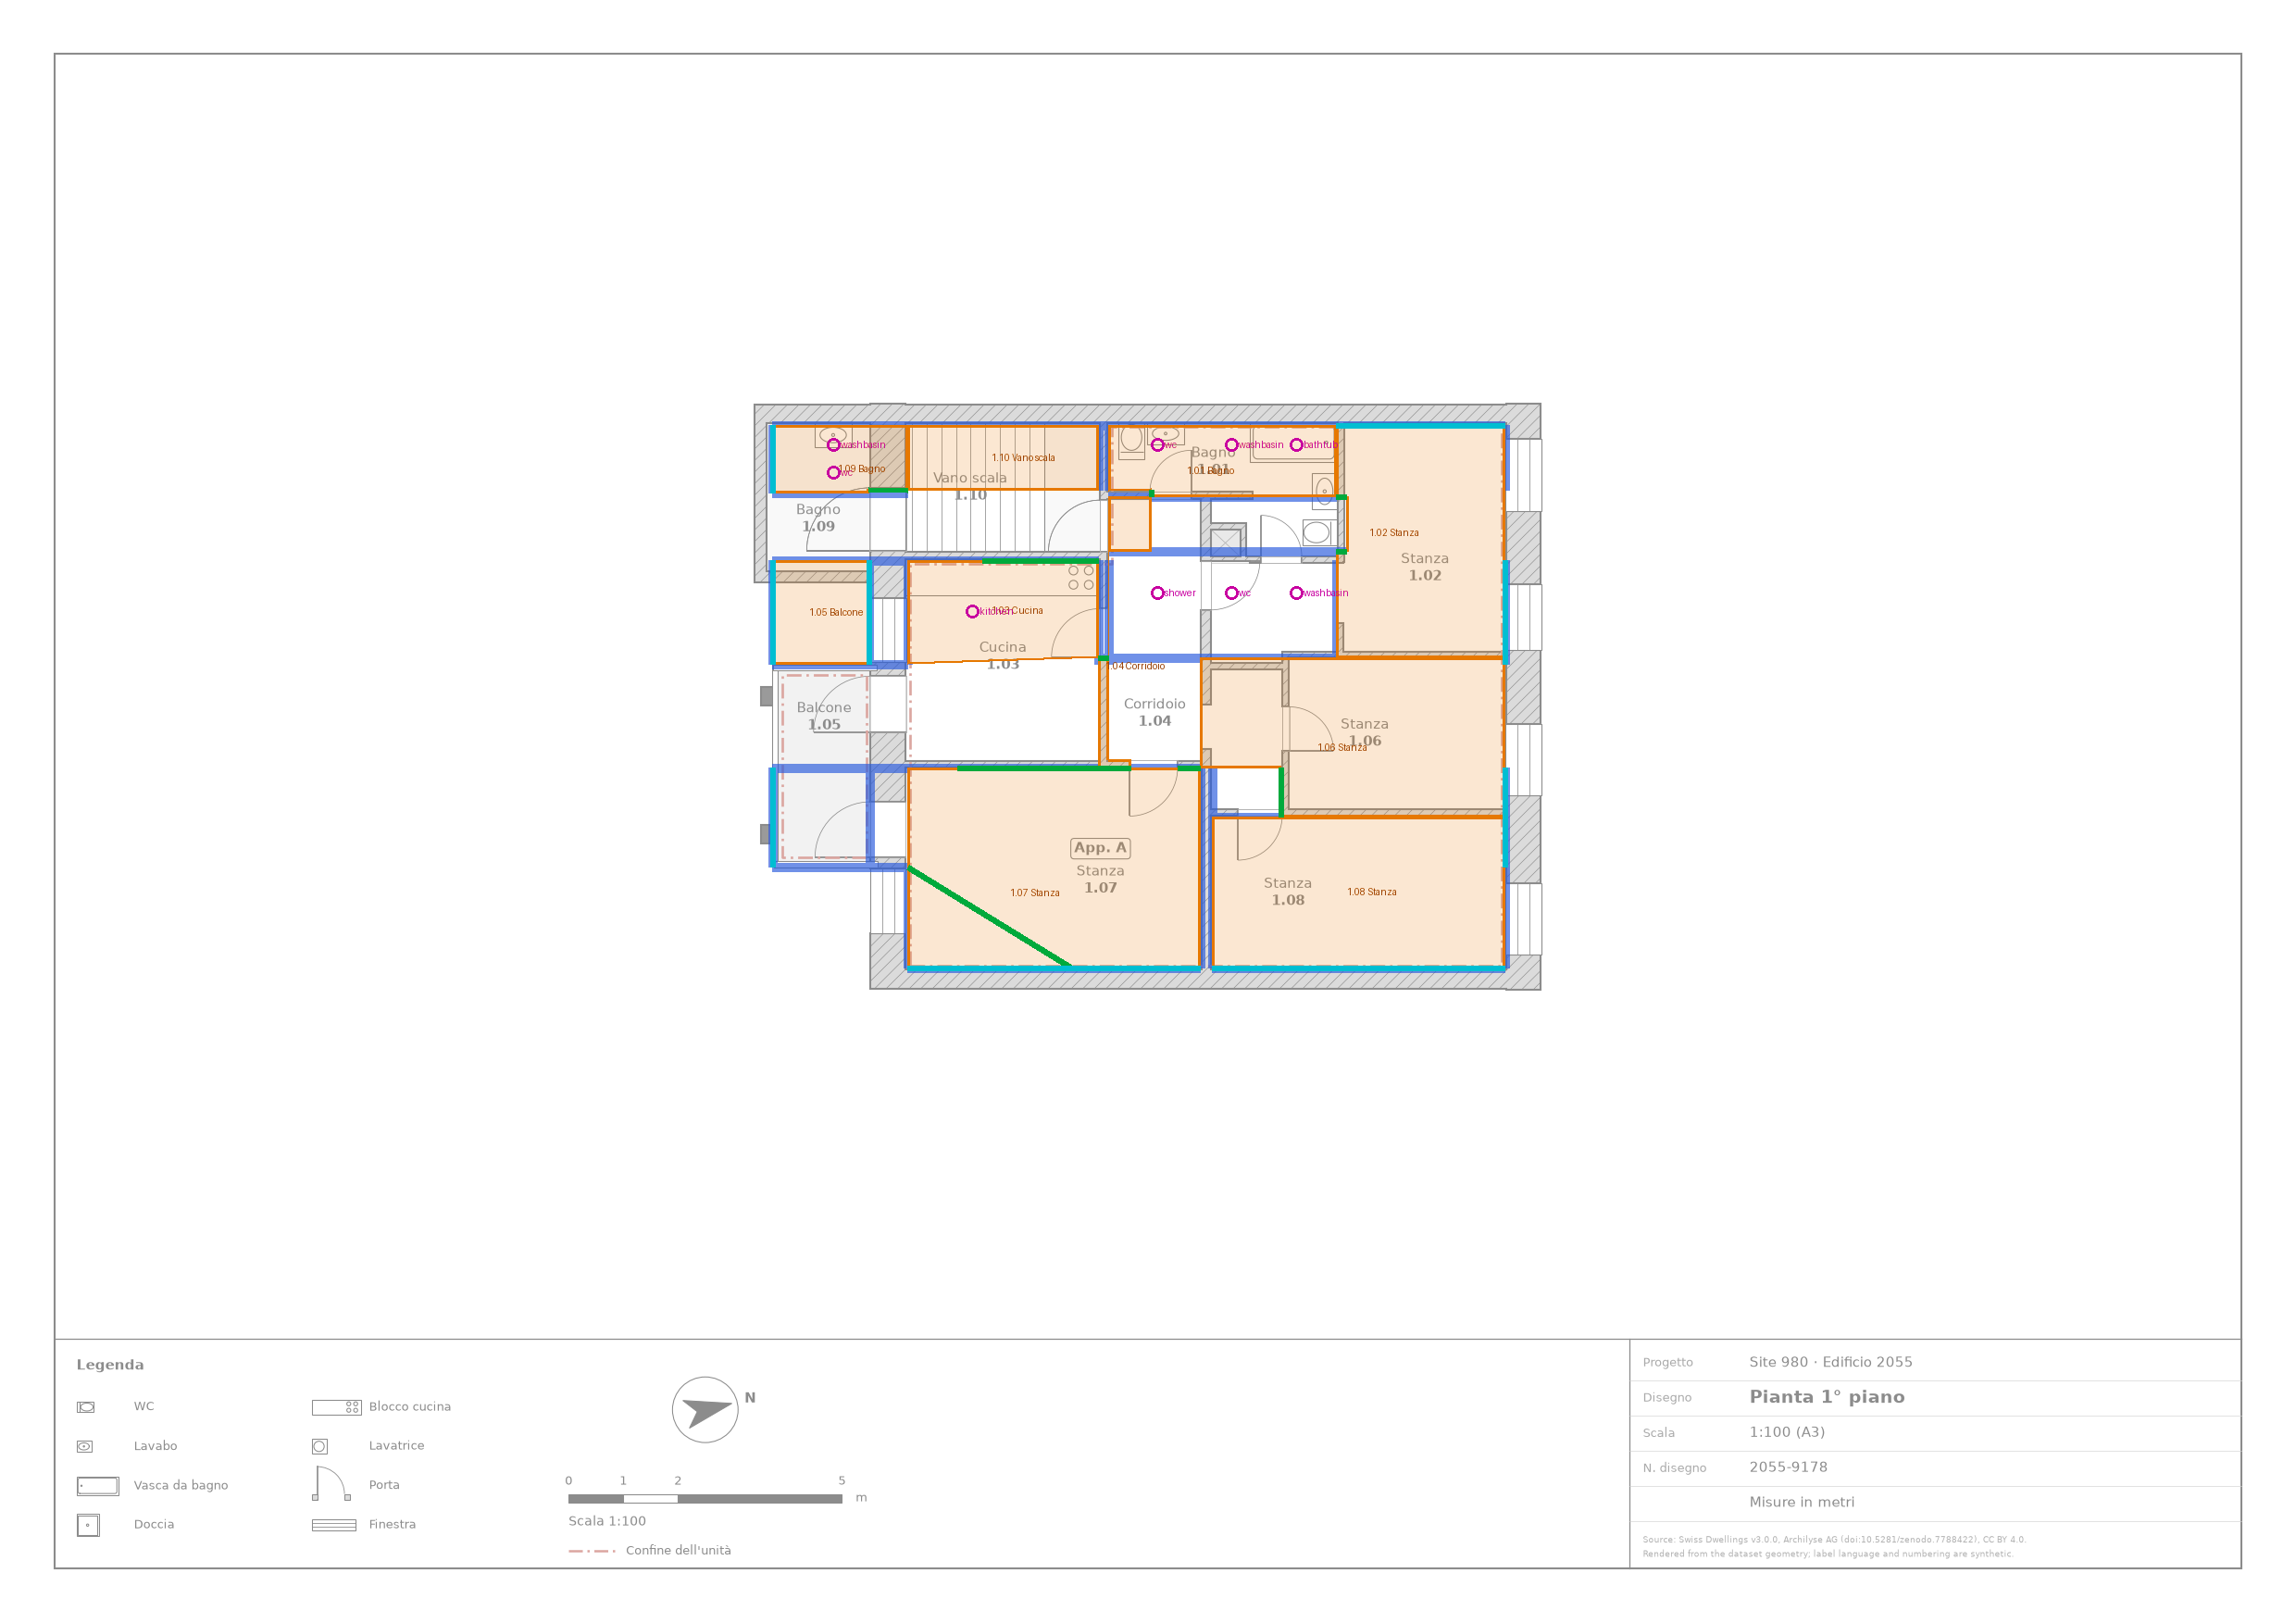 washbasin
wc
1.09 Bagno
Bagno
1.09
Vano scala
1.10
1.10 Vano scala
wc
washbasin
bathtub
Bagno
1.01
1.01 Bagno
1.02 Stanza
Stanza
1.02
1.05 Balcone
kitchen
1.03 Cucina
Cucina
1.03
shower
wc
washbasin
1.04 Corridoio
Corridoio
1.04
Balcone
1.05
Stanza
1.06
1.06 Stanza
App. A
Stanza
1.07
1.07 Stanza
Stanza
1.08
1.08 Stanza
Legenda
WC
Lavabo
Vasca da bagno
Doccia
Blocco cucina
Lavatrice
Porta
Finestra
N
0 1 2 5
m
Scala 1:100
Confine dell'unità
Progetto Site 980 · Edificio 2055
Disegno Pianta 1° piano
Scala 1:100 (A3)
N. disegno 2055-9178
Misure in metri
Source: Swiss Dwellings v3.0.0, Archilyse AG (doi:10.5281/zenodo.7788422), CC BY 4.0.
Rendered from the dataset geometry; label language and numbering are synthetic.